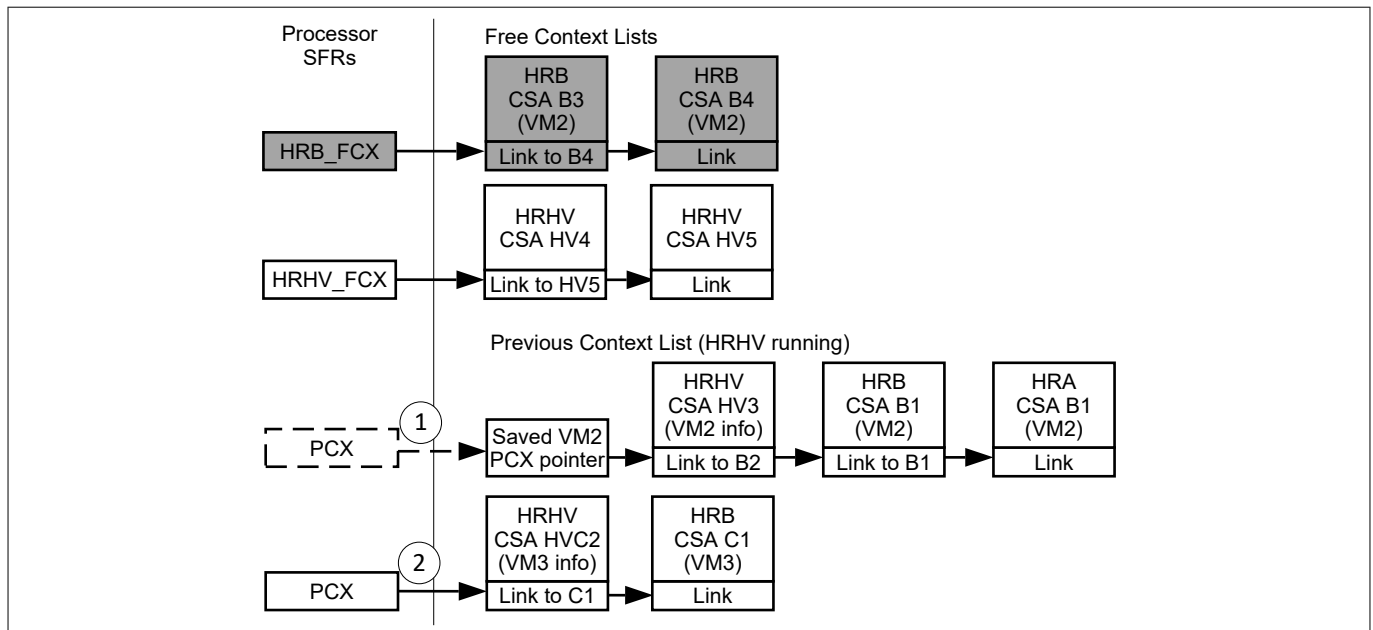 Processor
SFRs
Free Context Lists
HRB
CSA B3
(VM2)
HRB
CSA B4
(VM2)
HRB_FCX
Link to B4
Link
HRHV
CSA HV4
HRHV
CSA HV5
HRHV_FCX
Link to HV5
Link
Previous Context List (HRHV running)
HRHV
CSA HV3
(VM2 info)
HRB
CSA B1
(VM2)
HRA
CSA B1
(VM2)
1
PCX
Saved VM2
PCX pointer
Link to B2
Link to B1
Link
HRHV
CSA HVC2
(VM3 info)
HRB
CSA C1
(VM3)
2
PCX
Link to C1
Link